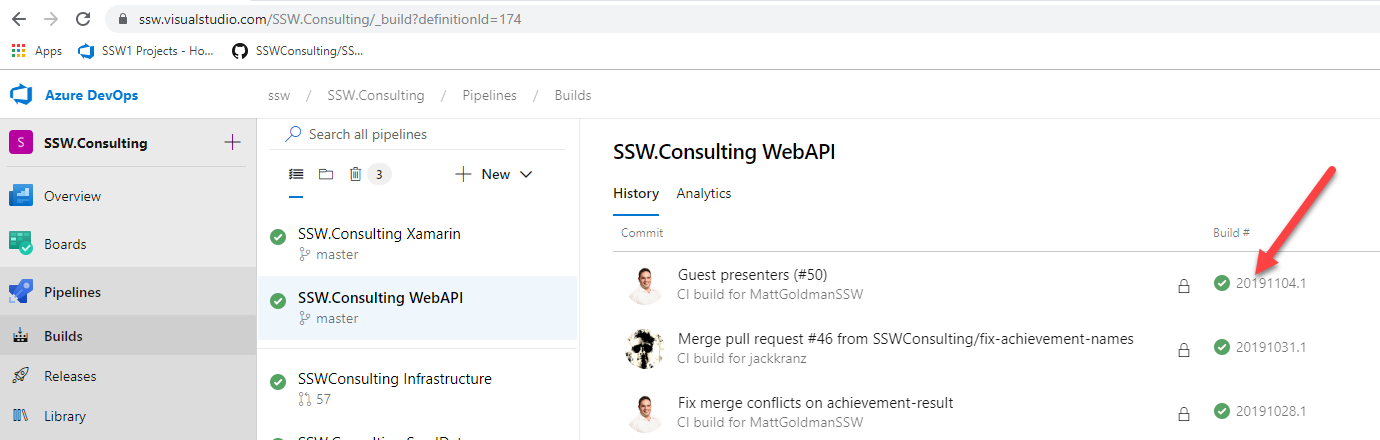 ssw.visualstudio.com/SSW.Consulting/_build?definitionId=174
Apps SSW1 Projects - Ho... SSWConsulting/SS...
Azure DevOps ssw / SSW.Consulting / Pipelines / Builds
S SSW.Consulting
Overview
Boards
Pipelines
Builds
Releases
Library
Search all pipelines
3 New
SSW.Consulting Xamarin
master
SSW.Consulting WebAPI
master
SSWConsulting Infrastructure
57
SSW.Consulting WebAPI
History Analytics
Commit Build #
Guest presenters (#50)
CI build for MattGoldmanSSW
20191104.1
Merge pull request #46 from SSWConsulting/fix-achievement-names
CI build for jackkranz
20191031.1
Fix merge conflicts on achievement-result
CI build for MattGoldmanSSW
20191028.1